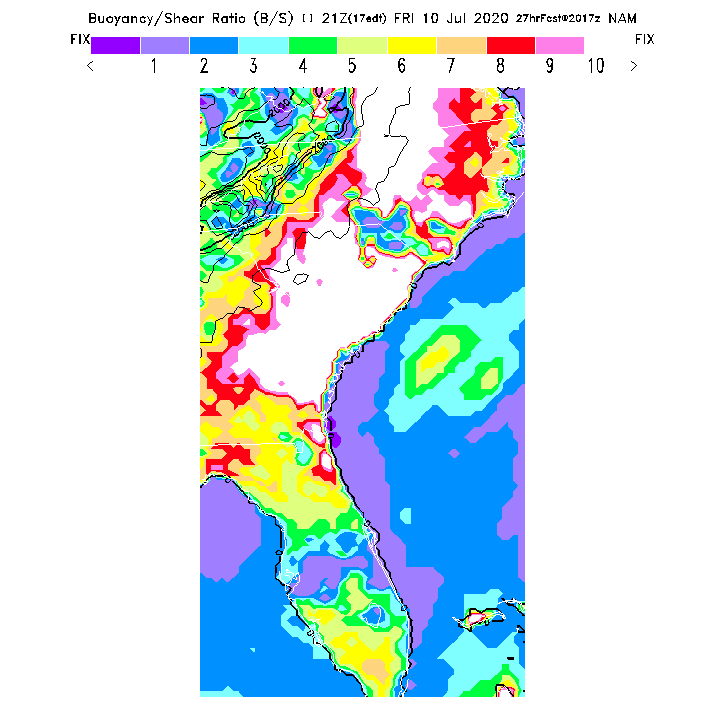 Buoyancy/Shear Ratio (B/S) [] 21Z(17edt) FRI 10 Jul 2020 27hrFcst@2017z NAM
FIX FIX
< 1 2 3 4 5 6 7 8 9 10 >